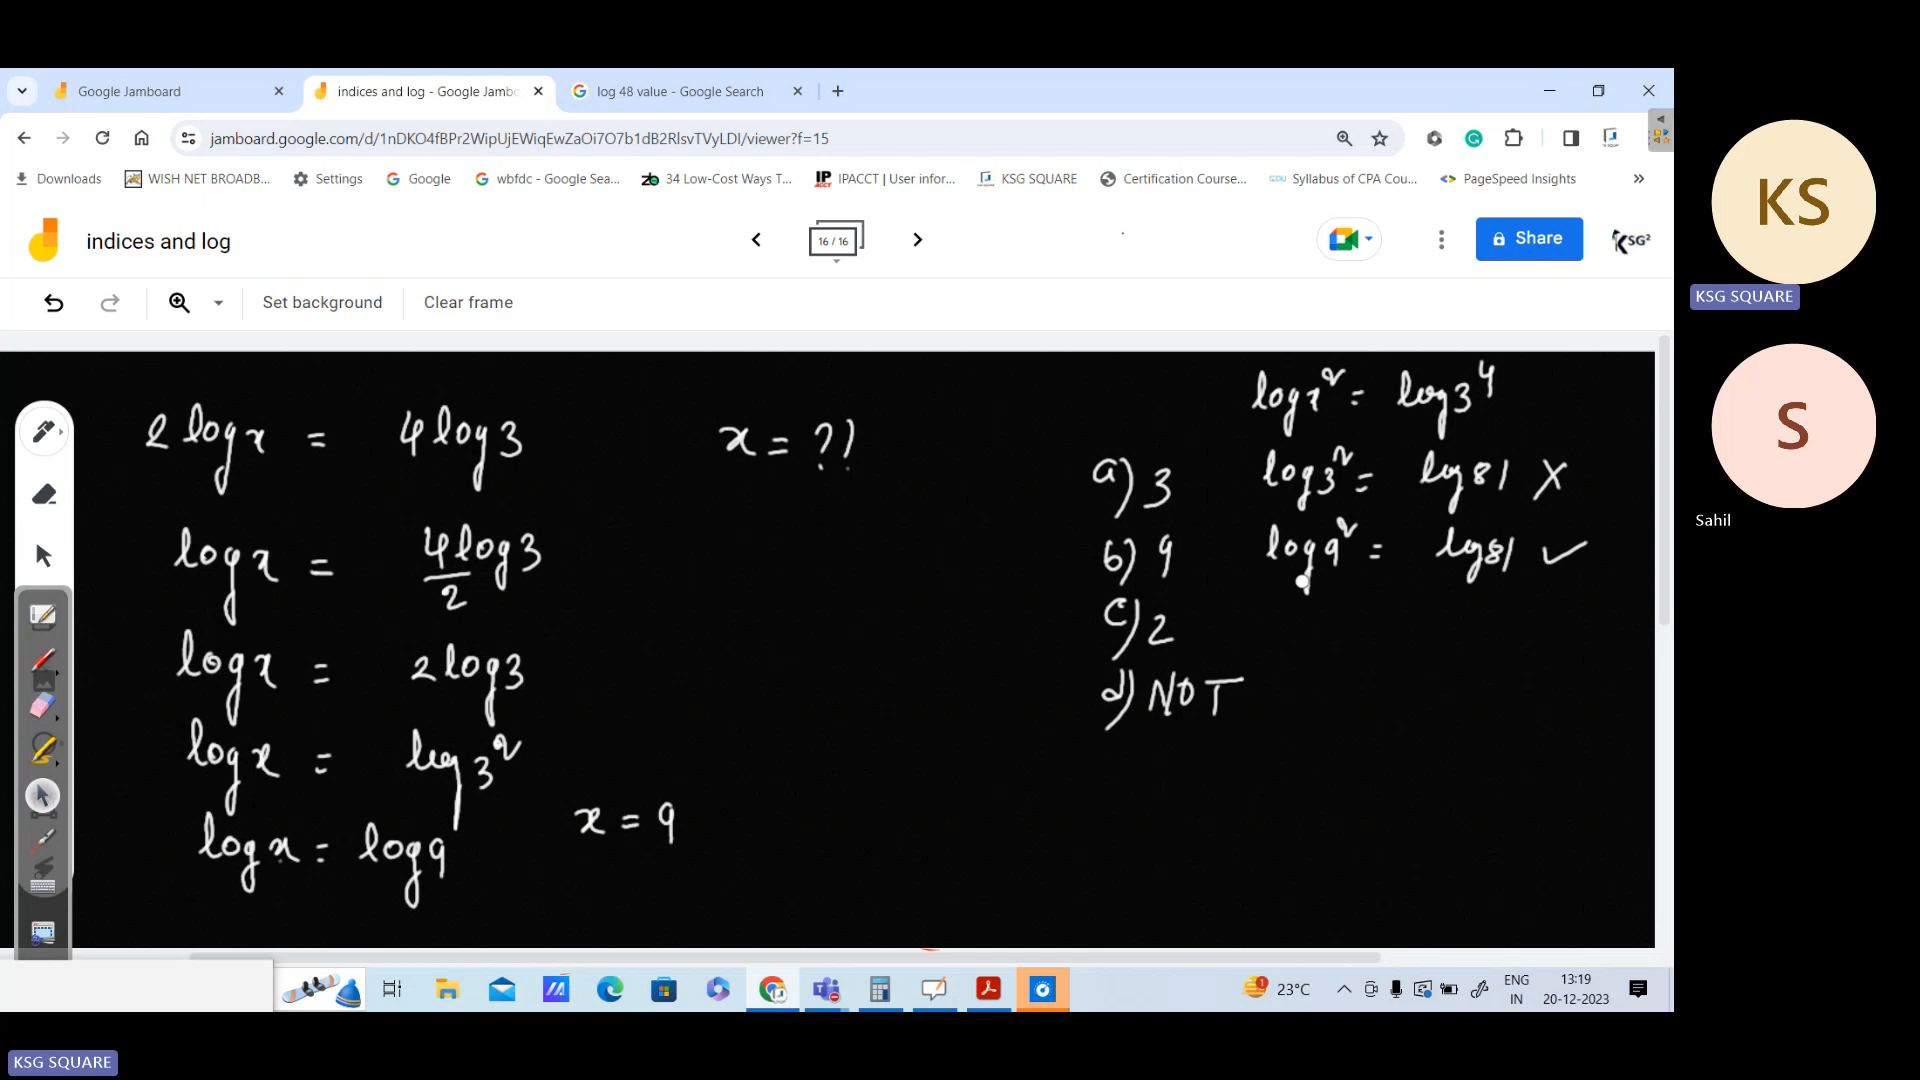 Google Jamboard
indices and log - Google Jambo
log 48 value - Google Search
jamboard.google.com/d/1nDKO4fBPr2WipUjEWiqEwZaOi7O7b1dB2RlsvTVyLDI/viewer?f=15
Downloads WISH NET BROADB... Settings Google wbfdc - Google Sea... 34 Low-Cost Ways T... IPACCT | User infor... KSG SQUARE Certification Course... Syllabus of CPA Cou... PageSpeed Insights »
indices and log
16 / 16
Share
KSG²
Set background Clear frame
2 log x = 4 log 3 x = ??
log x = 4/2 log 3
log x = 2 log 3
log x = log 3²
log x = log 9 x = 9
log x² = log 3⁴
a) 3 log 3² = log 81 X
b) 9 log 9² = log 81 ✓
c) 2
d) NOT
23°C
ENG
IN
13:19
20-12-2023
KS
KSG SQUARE
S
Sahil
KSG SQUARE